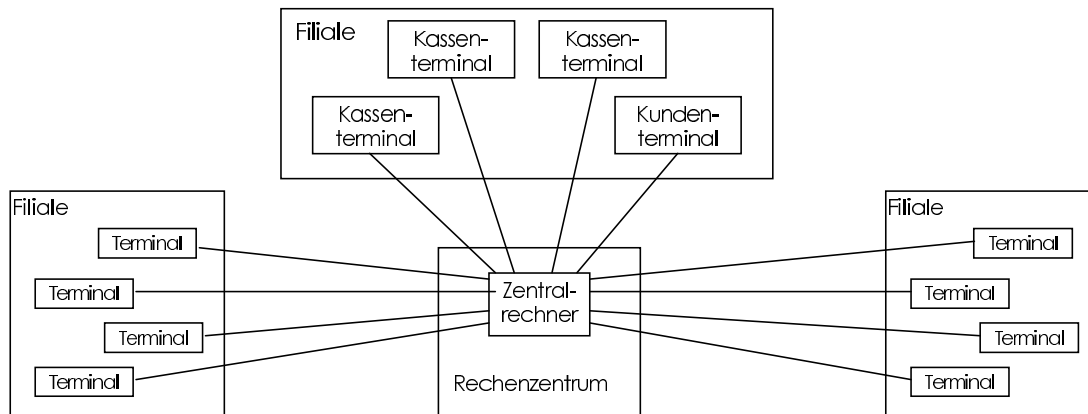 Filiale
Kassen-
terminal
Kassen-
terminal
Kassen-
terminal
Kunden-
terminal
Filiale
Terminal
Terminal
Terminal
Terminal
Zentral-
rechner
Rechenzentrum
Filiale
Terminal
Terminal
Terminal
Terminal